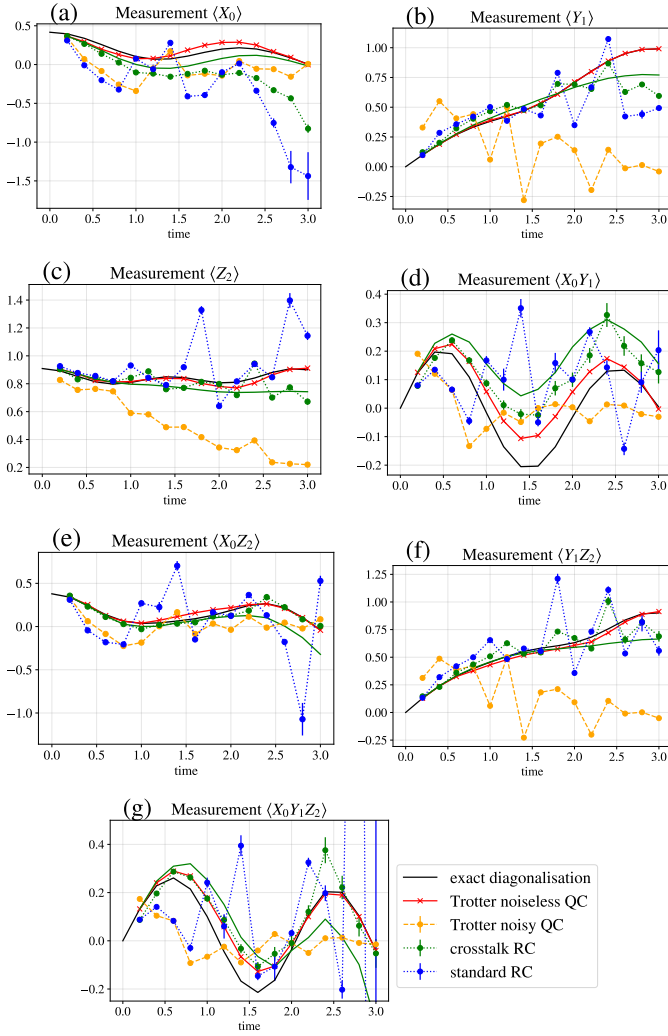 (a)
Measurement ⟨X₀⟩
0.5
0.0
−0.5
−1.0
−1.5
0.0 0.5 1.0 1.5 2.0 2.5 3.0
time
(b)
Measurement ⟨Y₁⟩
1.00
0.75
0.50
0.25
0.00
−0.25
0.0 0.5 1.0 1.5 2.0 2.5 3.0
time
(c)
Measurement ⟨Z₂⟩
1.4
1.2
1.0
0.8
0.6
0.4
0.2
0.0 0.5 1.0 1.5 2.0 2.5 3.0
time
(d)
Measurement ⟨X₀Y₁⟩
0.4
0.3
0.2
0.1
0.0
−0.1
−0.2
0.0 0.5 1.0 1.5 2.0 2.5 3.0
time
(e)
Measurement ⟨X₀Z₂⟩
0.5
0.0
−0.5
−1.0
0.0 0.5 1.0 1.5 2.0 2.5 3.0
time
(f)
Measurement ⟨Y₁Z₂⟩
1.25
1.00
0.75
0.50
0.25
0.00
−0.25
0.0 0.5 1.0 1.5 2.0 2.5 3.0
time
(g)
Measurement ⟨X₀Y₁Z₂⟩
0.4
0.2
0.0
−0.2
0.0 0.5 1.0 1.5 2.0 2.5 3.0
time
exact diagonalisation
Trotter noiseless QC
Trotter noisy QC
crosstalk RC
standard RC